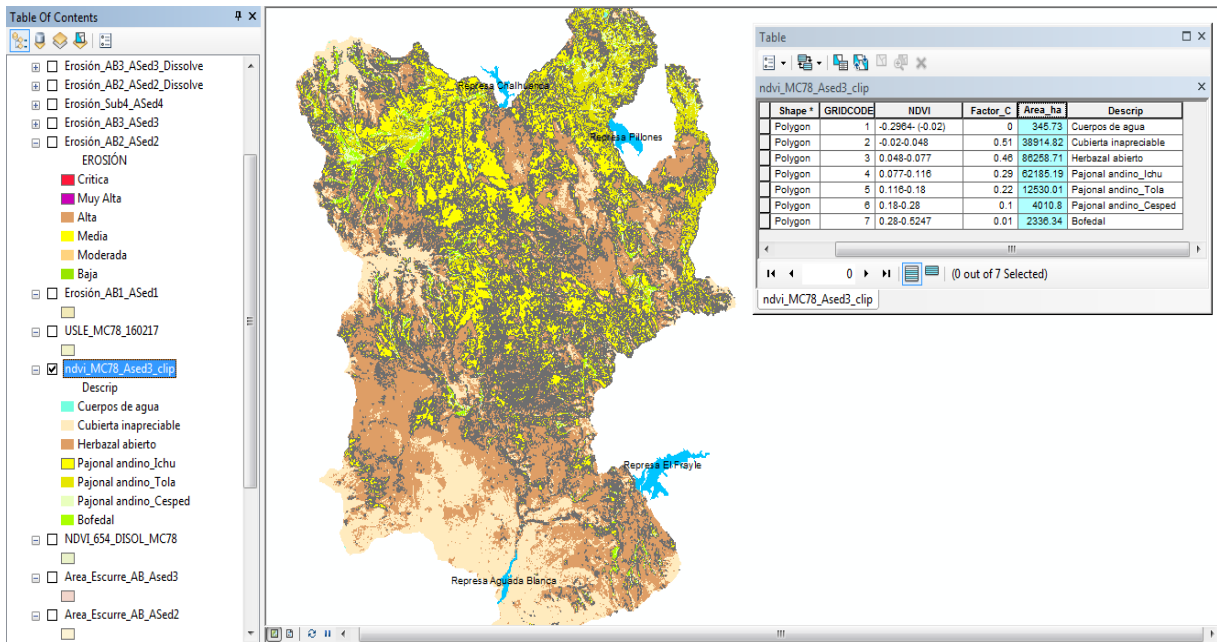 Table Of Contents
Erosión_AB3_ASed3_Dissolve
Erosión_AB2_ASed2_Dissolve
Erosión_Sub4_ASed4
Erosión_AB3_ASed3
Erosión_AB2_ASed2
EROSIÓN
Critica
Muy Alta
Alta
Media
Moderada
Baja
Erosión_AB1_ASed1
USLE_MC78_160217
ndvi_MC78_Ased3_clip
Descrip
Cuerpos de agua
Cubierta inapreciable
Herbazal abierto
Pajonal andino_Ichu
Pajonal andino_Tola
Pajonal andino_Cesped
Bofedal
NDVI_654_DISOL_MC78
Area_Escurre_AB_Ased3
Area_Escurre_AB_ASed2
Represa Chalhuanca
Represa Pillones
Represa El Frayle
Represa Aguada Blanca
Table
ndvi_MC78_Ased3_clip
Shape * GRIDCODE NDVI Factor_C Area_ha Descrip
Polygon 1 -0.2964- (-0.02) 0 345.73 Cuerpos de agua
Polygon 2 -0.02-0.048 0.51 38914.82 Cubierta inapreciable
Polygon 3 0.048-0.077 0.46 86258.71 Herbazal abierto
Polygon 4 0.077-0.116 0.29 62185.19 Pajonal andino_Ichu
Polygon 5 0.116-0.18 0.22 12530.01 Pajonal andino_Tola
Polygon 6 0.18-0.28 0.1 4010.8 Pajonal andino_Cesped
Polygon 7 0.28-0.5247 0.01 2336.34 Bofedal
0 (0 out of 7 Selected)
ndvi_MC78_Ased3_clip